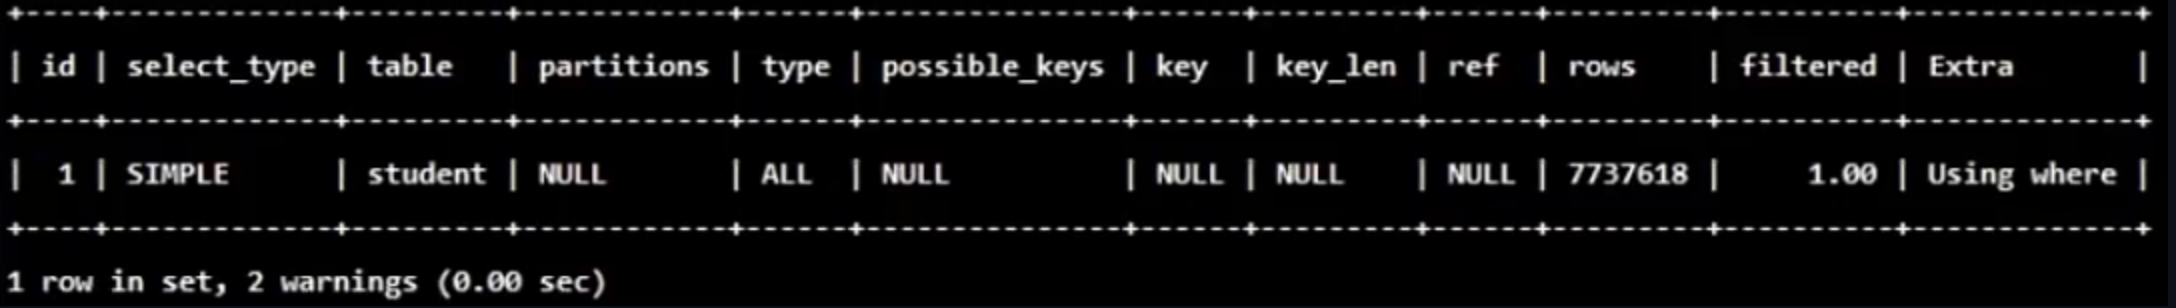 +----+-------------+---------+------------+------+---------------+------+---------+------+---------+----------+-------------+
| id | select_type | table   | partitions | type | possible_keys | key  | key_len | ref  | rows    | filtered | Extra       |
+----+-------------+---------+------------+------+---------------+------+---------+------+---------+----------+-------------+
|  1 | SIMPLE      | student | NULL       | ALL  | NULL          | NULL | NULL    | NULL | 7737618 |     1.00 | Using where |
+----+-------------+---------+------------+------+---------------+------+---------+------+---------+----------+-------------+
1 row in set, 2 warnings (0.00 sec)